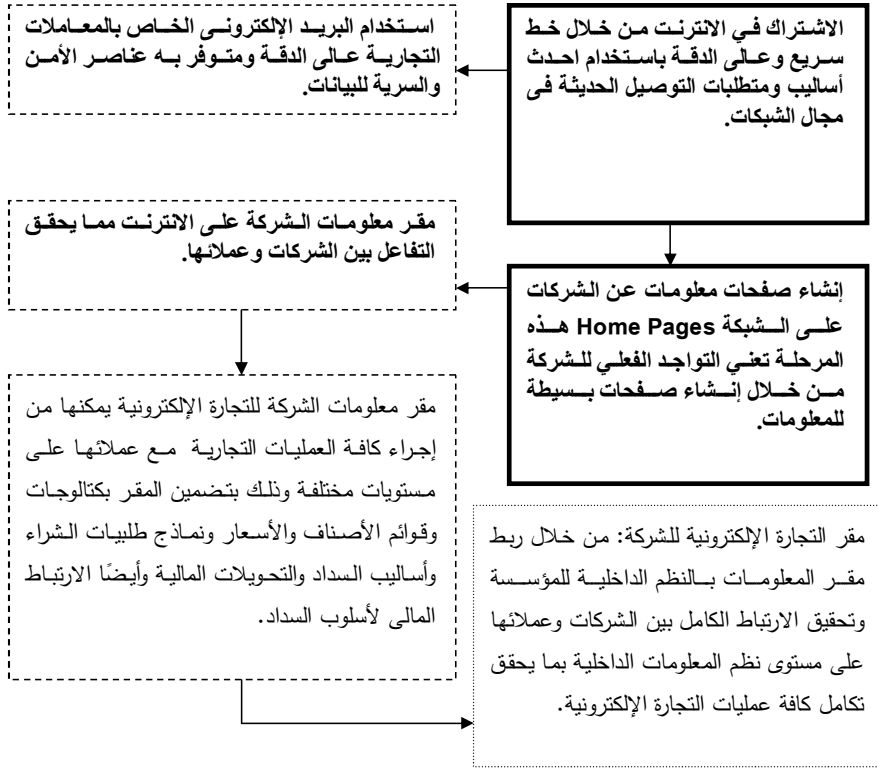 الاشتراك في الانترنت من خلال خط
سريع وعالى الدقة باستخدام احدث
أساليب ومتطلبات التوصيل الحديثة فى
مجال الشبكات.
استخدام البريد الإلكترونى الخاص بالمعاملات
التجارية عالى الدقة ومتوفر به عناصر الأمن
والسرية للبيانات.
إنشاء صفحات معلومات عن الشركات
على الشبكة Home Pages هذه
المرحلة تعني التواجد الفعلي للشركة
من خلال إنشاء صفحات بسيطة
للمعلومات.
مقر معلومات الشركة على الانترنت مما يحقق
التفاعل بين الشركات وعملائها.
مقر معلومات الشركة للتجارة الإلكترونية يمكنها من
إجراء كافة العمليات التجارية مع عملائها على
مستويات مختلفة وذلك بتضمين المقر بكتالوجات
وقوائم الأصناف والأسعار ونماذج طلبيات الشراء
وأساليب السداد والتحويلات المالية وأيضًا الارتباط
المالى لأسلوب السداد.
مقر التجارة الإلكترونية للشركة: من خلال ربط
مقر المعلومات بالنظم الداخلية للمؤسسة
وتحقيق الارتباط الكامل بين الشركات وعملائها
على مستوى نظم المعلومات الداخلية بما يحقق
تكامل كافة عمليات التجارة الإلكترونية.